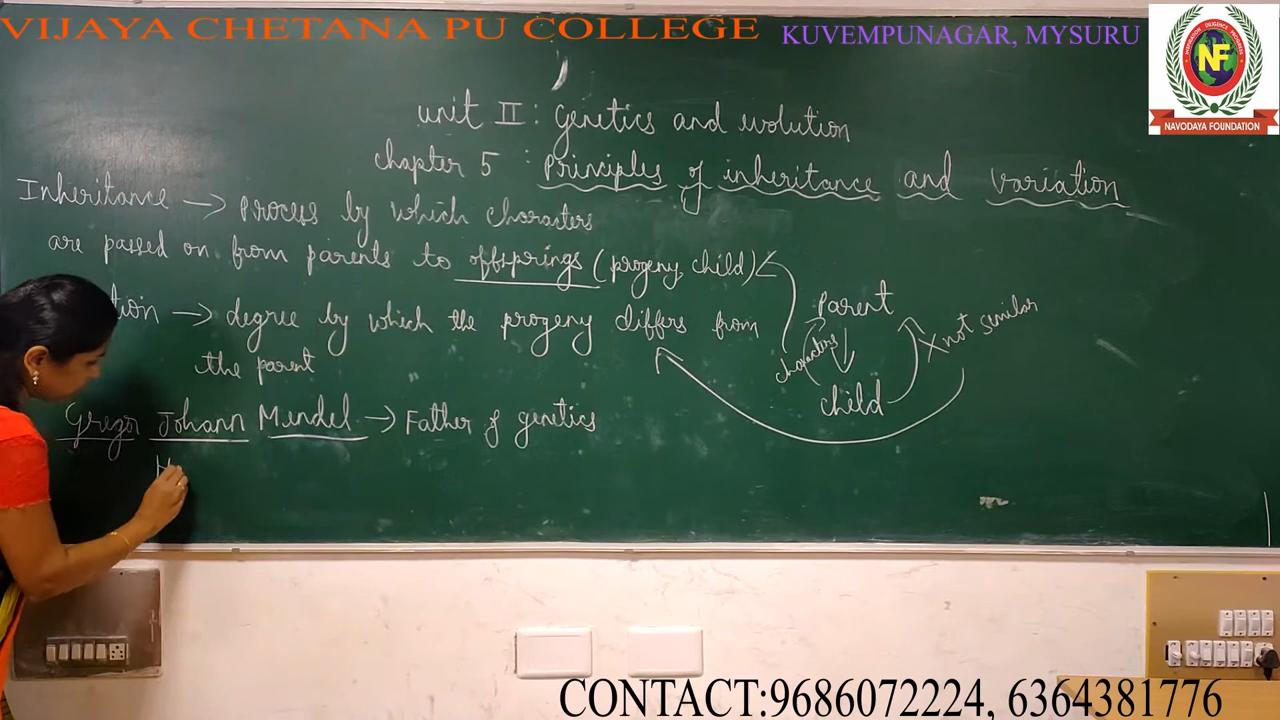 VIJAYA CHETANA PU COLLEGE KUVEMPUNAGAR, MYSURU
NF
NAVODAYA FOUNDATION
Unit II : Genetics and evolution
Chapter 5 : Principles of inheritance and variation
Inheritance → Process by which characters
are passed on from parents to offsprings (progeny, child)
tion → degree by which the progeny differs from
the parent
Parent
characters
child
X not similar
Gregor Johann Mendel → Father of genetics
H
CONTACT:9686072224, 6364381776